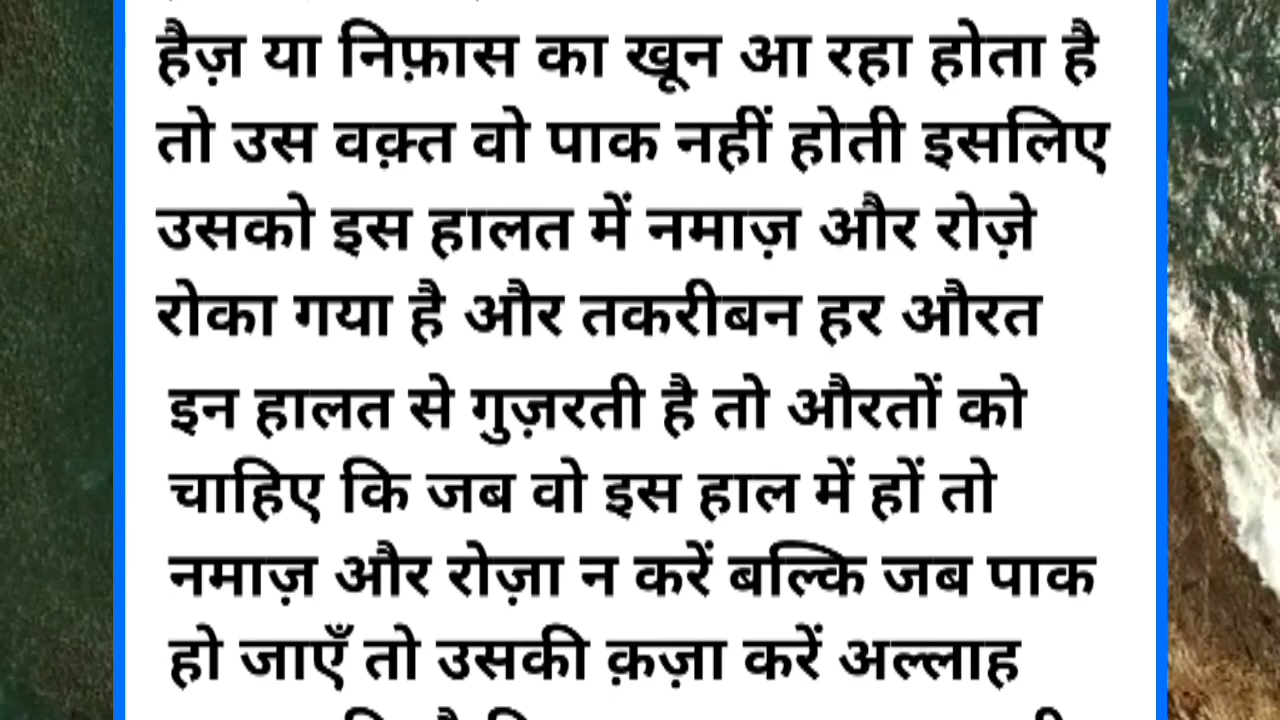 हैज़ या निफ़ास का खून आ रहा होता है
तो उस वक़्त वो पाक नहीं होती इसलिए
उसको इस हालत में नमाज़ और रोज़े
रोका गया है और तकरीबन हर औरत
इन हालत से गुज़रती है तो औरतों को
चाहिए कि जब वो इस हाल में हों तो
नमाज़ और रोज़ा न करें बल्कि जब पाक
हो जाएँ तो उसकी क़ज़ा करें अल्लाह